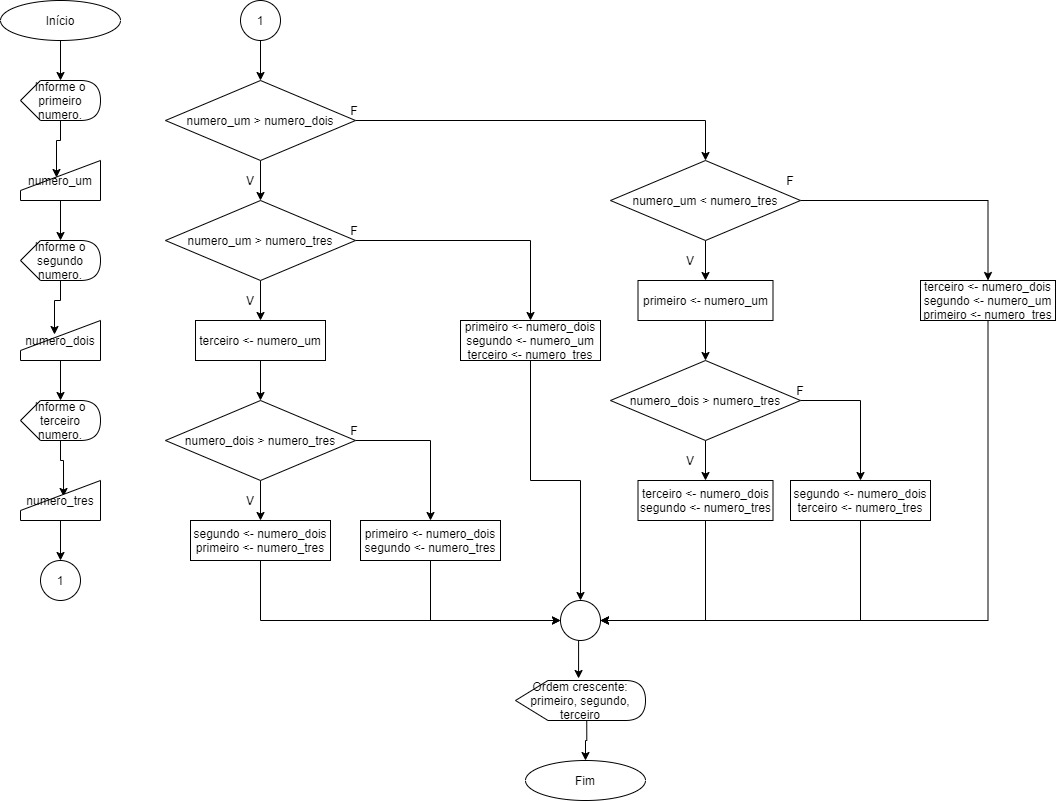 Início
Informe o
primeiro
numero.
numero_um
Informe o
segundo
numero.
numero_dois
Informe o
terceiro
numero.
numero_tres
1
1
numero_um > numero_dois
F
V
numero_um > numero_tres
F
V
terceiro <- numero_um
primeiro <- numero_dois
segundo <- numero_um
terceiro <- numero_tres
numero_dois > numero_tres
F
V
segundo <- numero_dois
primeiro <- numero_tres
primeiro <- numero_dois
segundo <- numero_tres
numero_um < numero_tres
F
V
primeiro <- numero_um
terceiro <- numero_dois
segundo <- numero_um
primeiro <- numero_tres
numero_dois > numero_tres
F
V
terceiro <- numero_dois
segundo <- numero_tres
segundo <- numero_dois
terceiro <- numero_tres
Ordem crescente:
primeiro, segundo,
terceiro
Fim